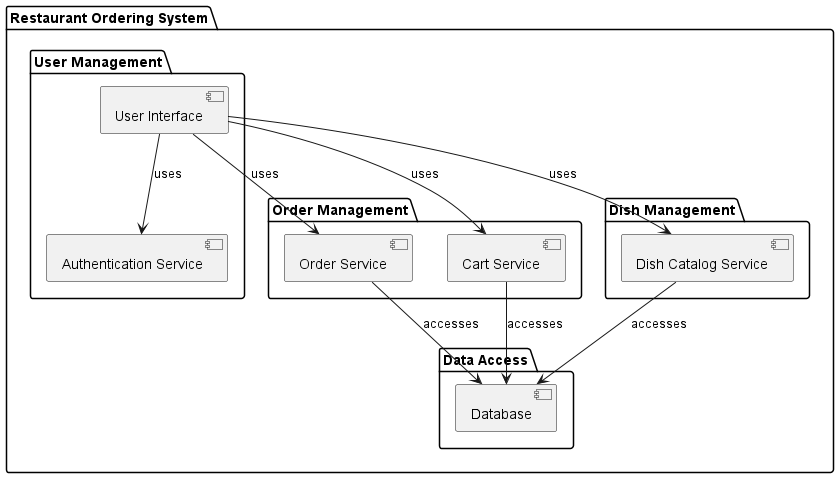 Restaurant Ordering System
User Management
User Interface
uses
uses
uses
uses
Order Management
Dish Management
Authentication Service
Order Service
Cart Service
Dish Catalog Service
accesses
accesses
accesses
Data Access
Database